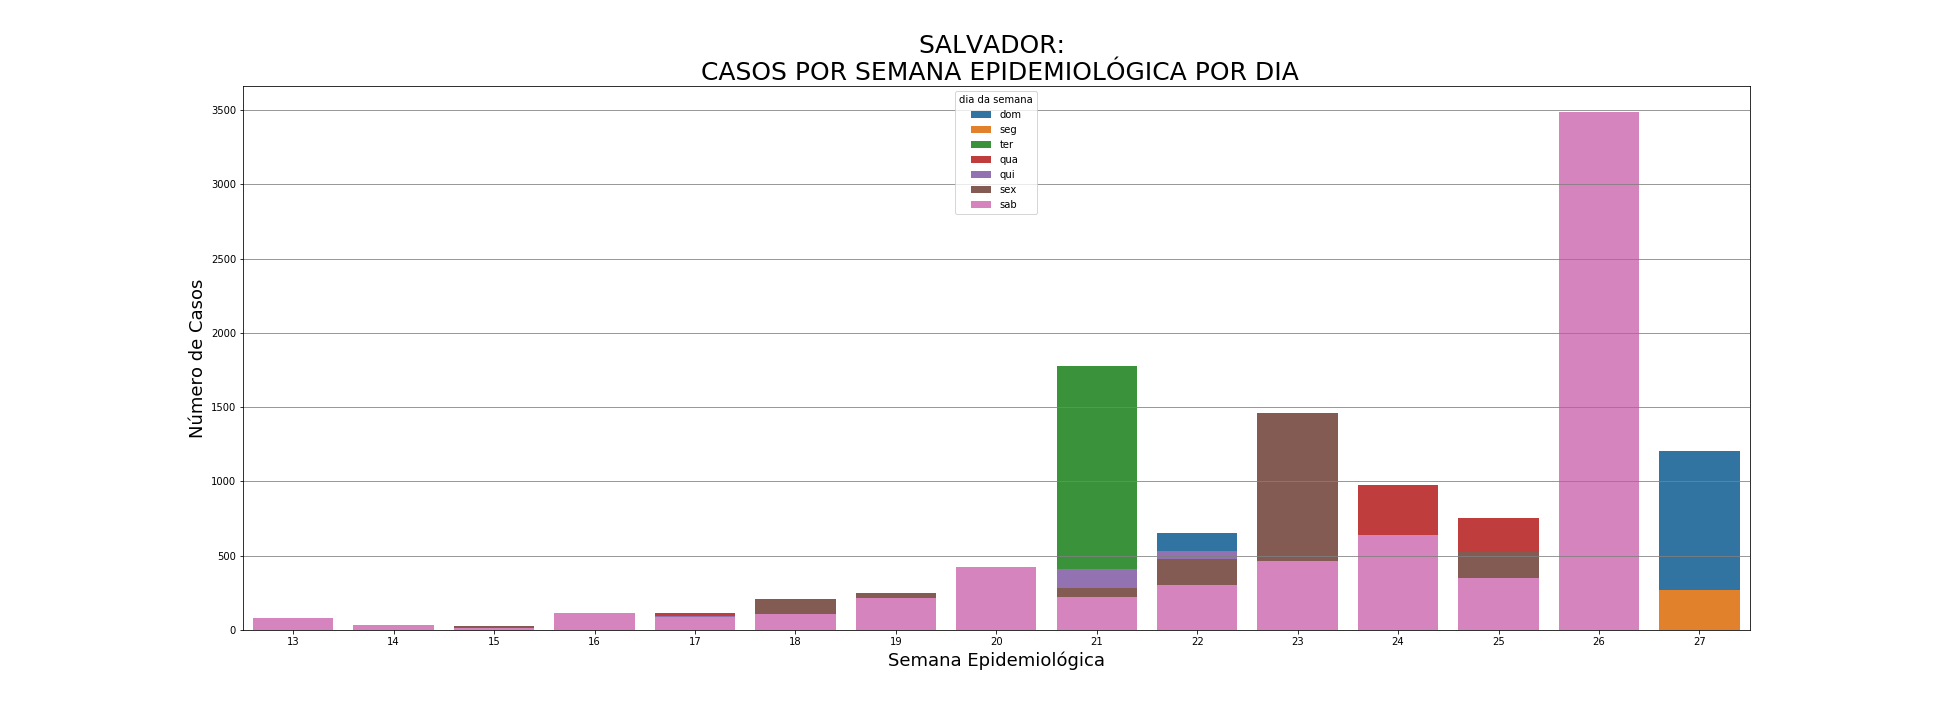 SALVADOR:
CASOS POR SEMANA EPIDEMIOLÓGICA POR DIA
dia da semana
dom
seg
ter
qua
qui
sex
sab
Número de Casos
3500
3000
2500
2000
1500
1000
500
0
13 14 15 16 17 18 19 20 21 22 23 24 25 26 27
Semana Epidemiológica